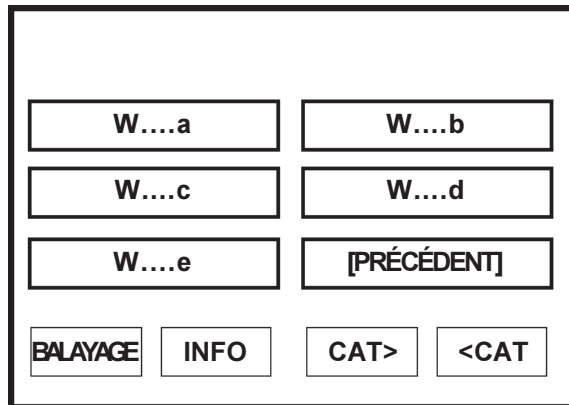 W....a W....b
W....c W....d
W....e [PRÉCÉDENT]
BALAYAGE INFO CAT> <CAT